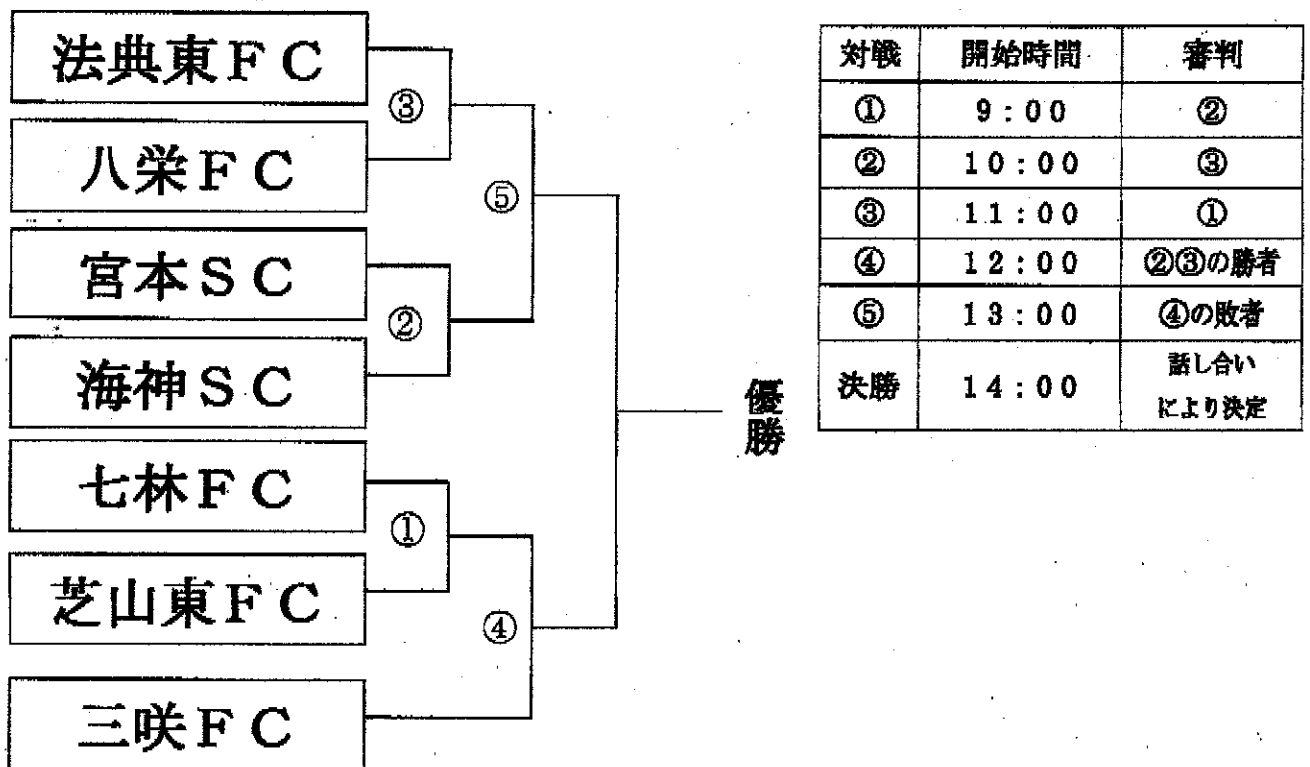 法典東FC
③
八栄FC
⑤
宮本SC
②
海神SC
優勝
七林FC
①
芝山東FC
④
三咲FC
対戦 開始時間 審判
① 9:00 ②
② 10:00 ③
③ 11:00 ①
④ 12:00 ②③の勝者
⑤ 13:00 ④の敗者
決勝 14:00 話し合い
により決定